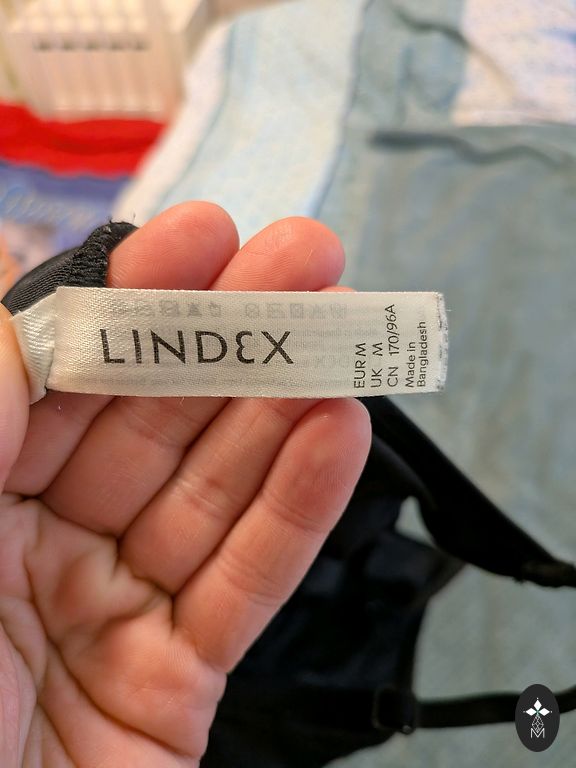 LINDEX
EUR M
UK M
CN 170/96A
Made in
Bangladesh
M